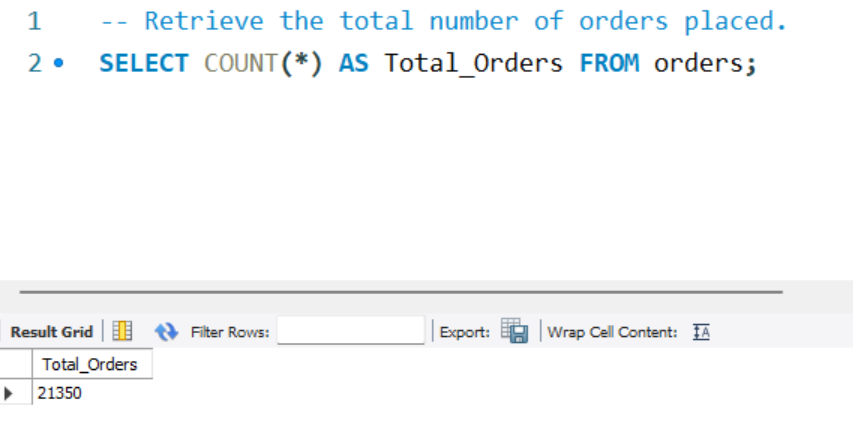 1 -- Retrieve the total number of orders placed.
2 SELECT COUNT(*) AS Total_Orders FROM orders;
Result Grid Filter Rows: Export: Wrap Cell Content: IA
Total_Orders
21350